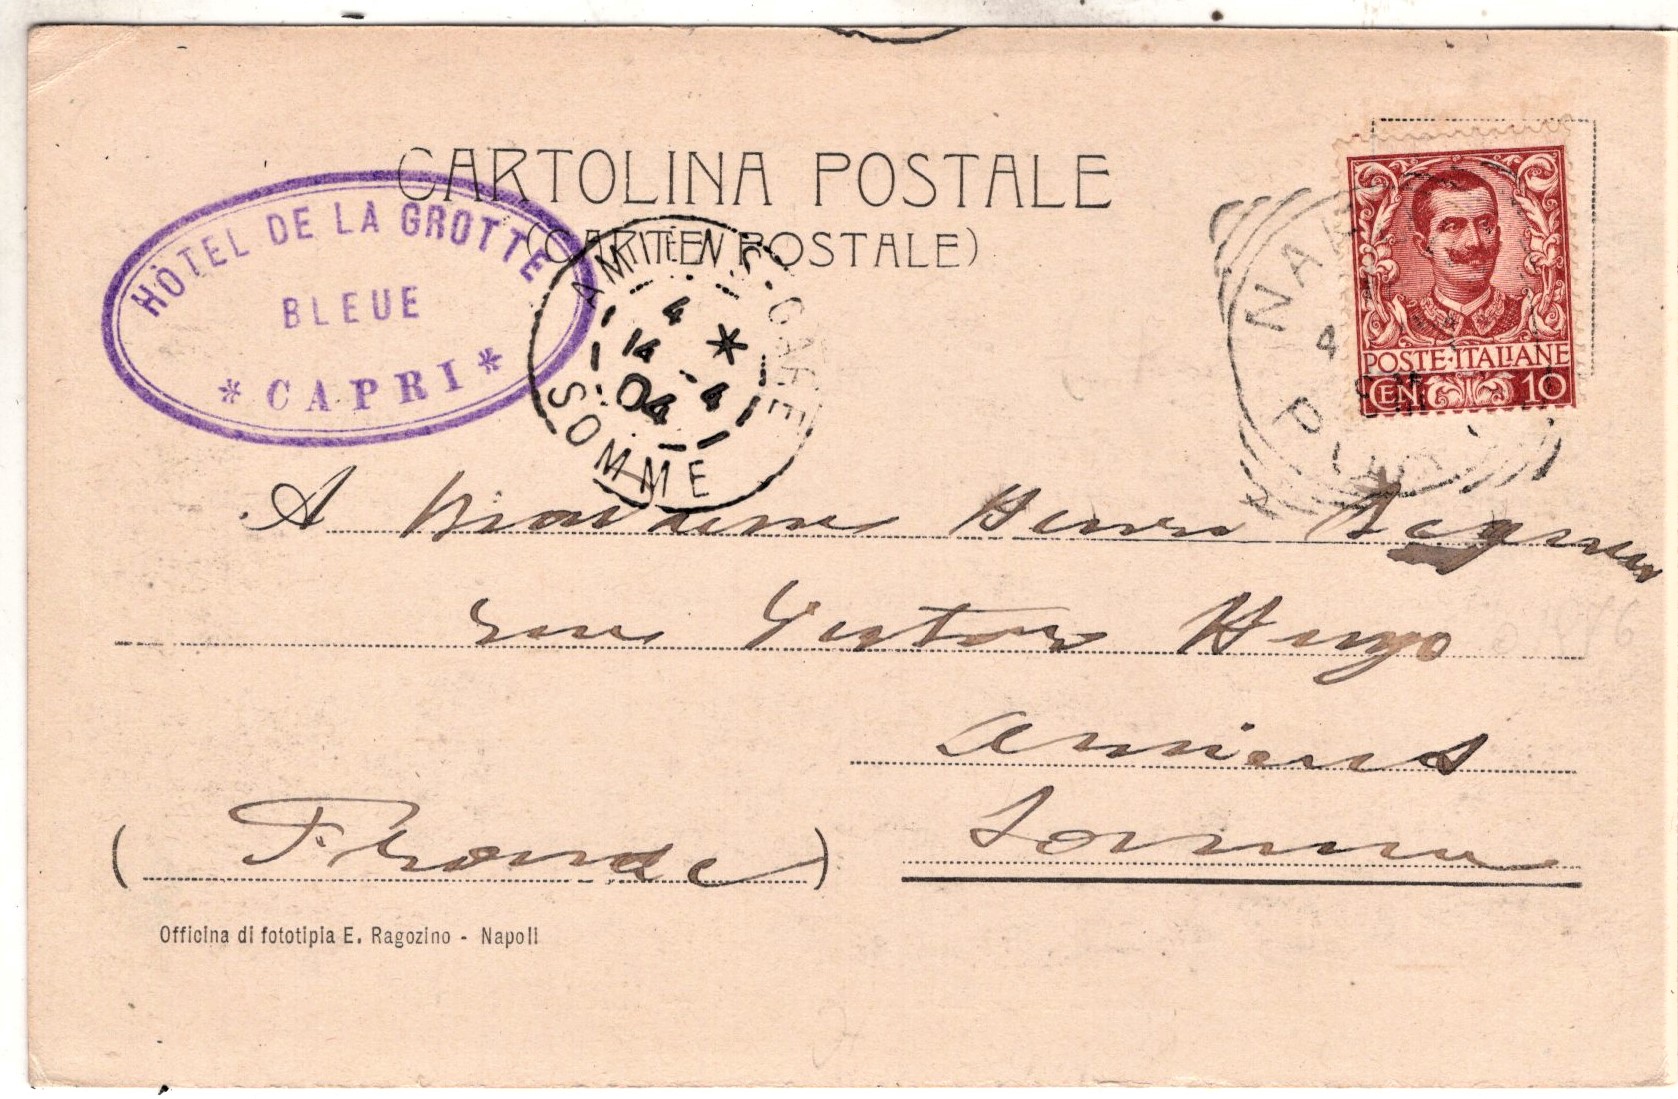 CARTOLINA POSTALE
(CARTE POSTALE)
HÔTEL DE LA GROTTE
BLEUE
* CAPRI *
AMIENS GARE
4
14 * 4
04
SOMME
NAP
4
POSTE·ITALIANE
CEN. 10
A Madame Henri
rue Victor Hugo
Amiens
Somme
(France)
Officina di fototipia E. Ragozino - Napoli